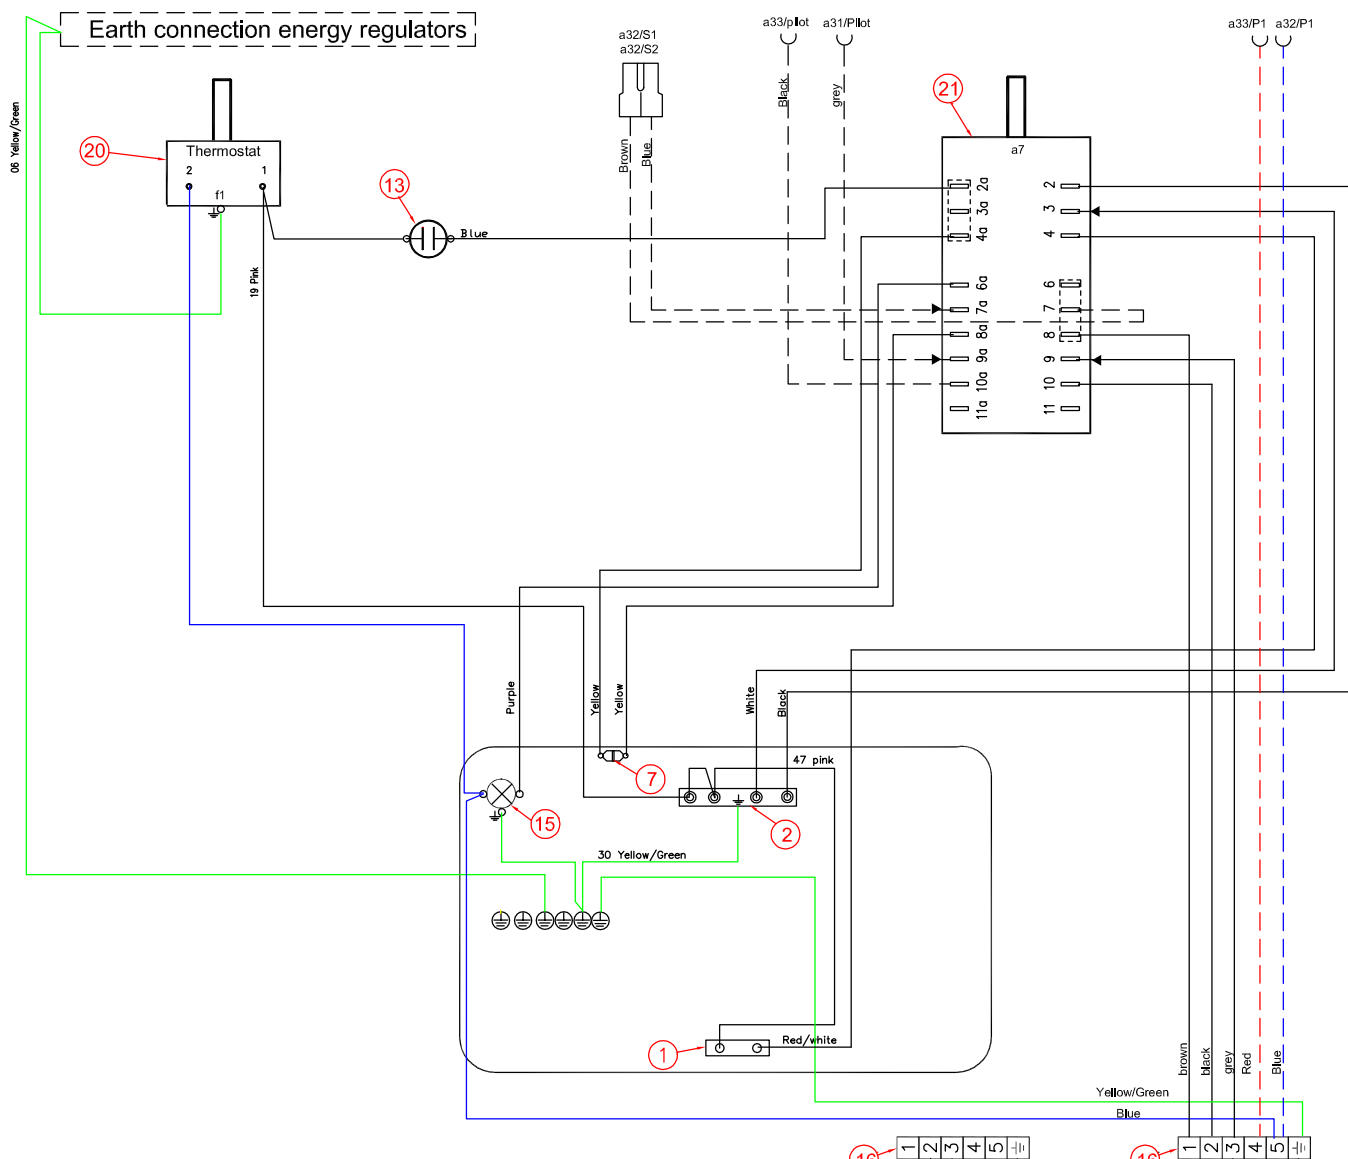 Earth connection energy regulators
a32/S1
a32/S2
a33/pilot
a31/Pilot
a33/P1
a32/P1
06 Yellow/Green
20
Thermostat
2
1
f1
13
Blue
19 Pink
Brown
Blue
Black
grey
21
a7
2a
3a
4a
6a
7a
8a
9a
10a
11a
2
3
4
6
7
8
9
10
11
Purple
Yellow
Yellow
White
Black
7
47 pink
15
2
30 Yellow/Green
1
Red/white
brown
black
grey
Red
Blue
Yellow/Green
Blue
16
1
2
3
4
5
16
1
2
3
4
5